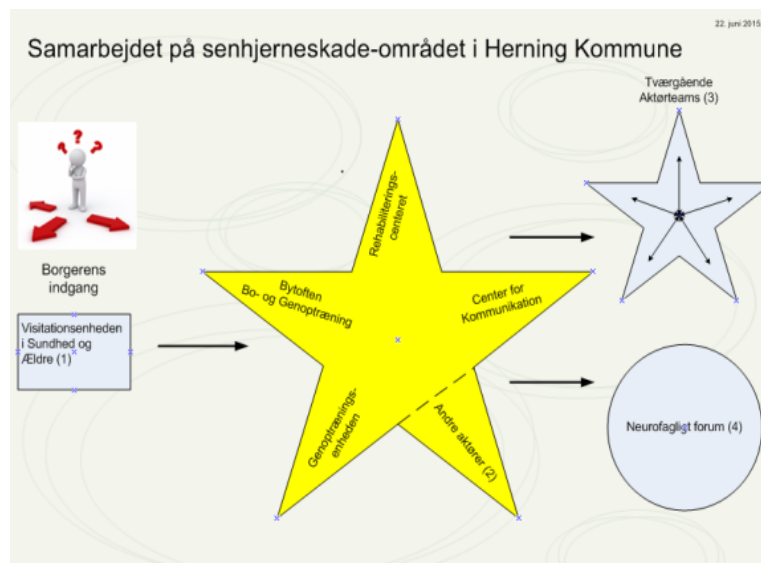 22. juni 2015
Samarbejdet på senhjerneskade-området i Herning Kommune
Tværgående
Aktørteams (3)
? ? ?
Borgerens
indgang
Visitationsenheden
i Sundhed og
Ældre (1)
Rehabiliterings-
centeret
Bytoften
Bo- og Genoptræning
Center for
Kommunikation
Genoptrænings-
enheden
Andre aktører (2)
Neurofagligt forum (4)